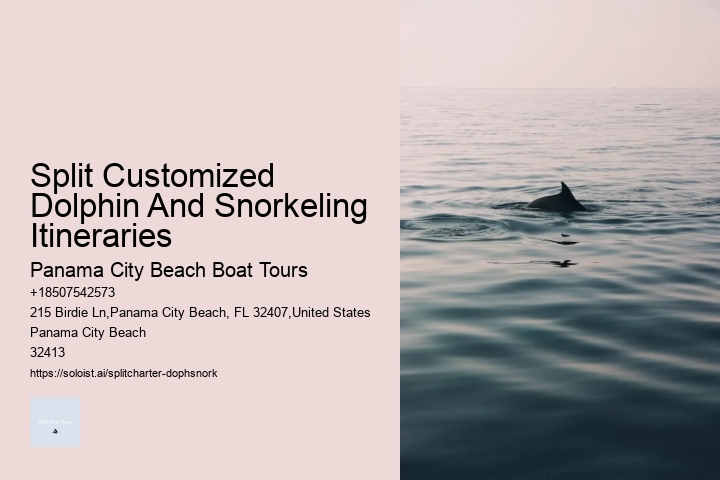 Split Customized
Dolphin And Snorkeling
Itineraries
Panama City Beach Boat Tours
+18507542573
215 Birdie Ln,Panama City Beach, FL 32407,United States
Panama City Beach
32413
https://soloist.ai/splitcharter-dophsnork